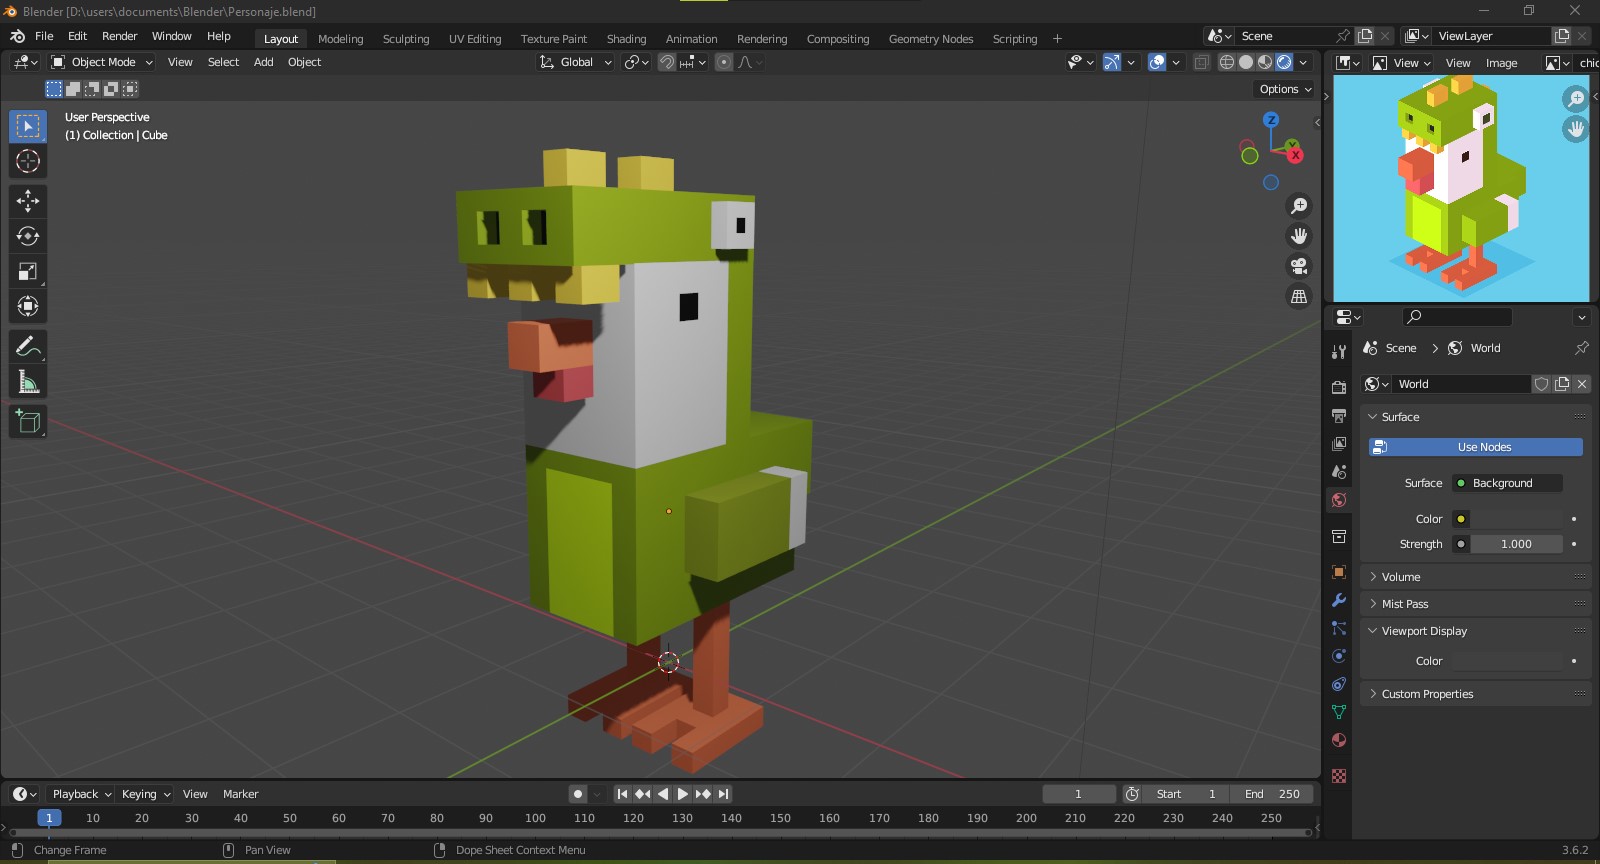 Blender [D:\users\documents\Blender\Personaje.blend]
File Edit Render Window Help Layout Modeling Sculpting UV Editing Texture Paint Shading Animation Rendering Compositing Geometry Nodes Scripting + Scene ViewLayer
Object Mode View Select Add Object Global View View Image chic
Options
User Perspective
(1) Collection | Cube
Z
Y
X
Scene > World
World
Surface
Use Nodes
Surface Background
Color
Strength 1.000
Volume
Mist Pass
Viewport Display
Color
Custom Properties
Playback Keying View Marker 1 Start 1 End 250
1 10 20 30 40 50 60 70 80 90 100 110 120 130 140 150 160 170 180 190 200 210 220 230 240 250
Change Frame Pan View Dope Sheet Context Menu 3.6.2